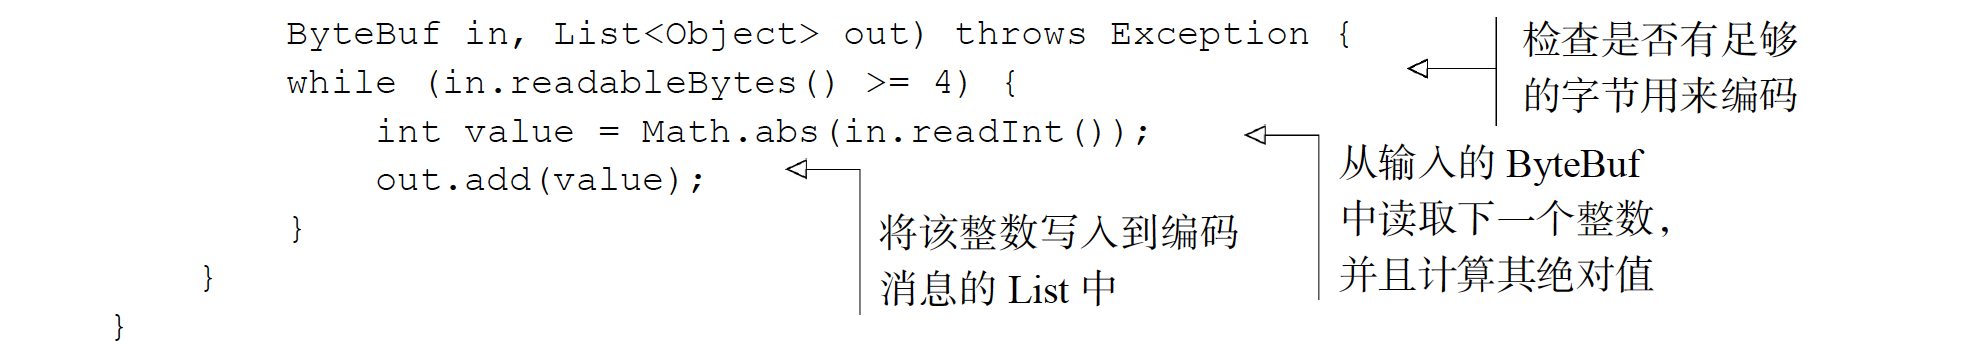 ByteBuf in, List<Object> out) throws Exception {
while (in.readableBytes() >= 4) {
int value = Math.abs(in.readInt());
out.add(value);
}
}
}
检查是否有足够
的字节用来编码
从输入的 ByteBuf
中读取下一个整数，
并且计算其绝对值
将该整数写入到编码
消息的 List 中